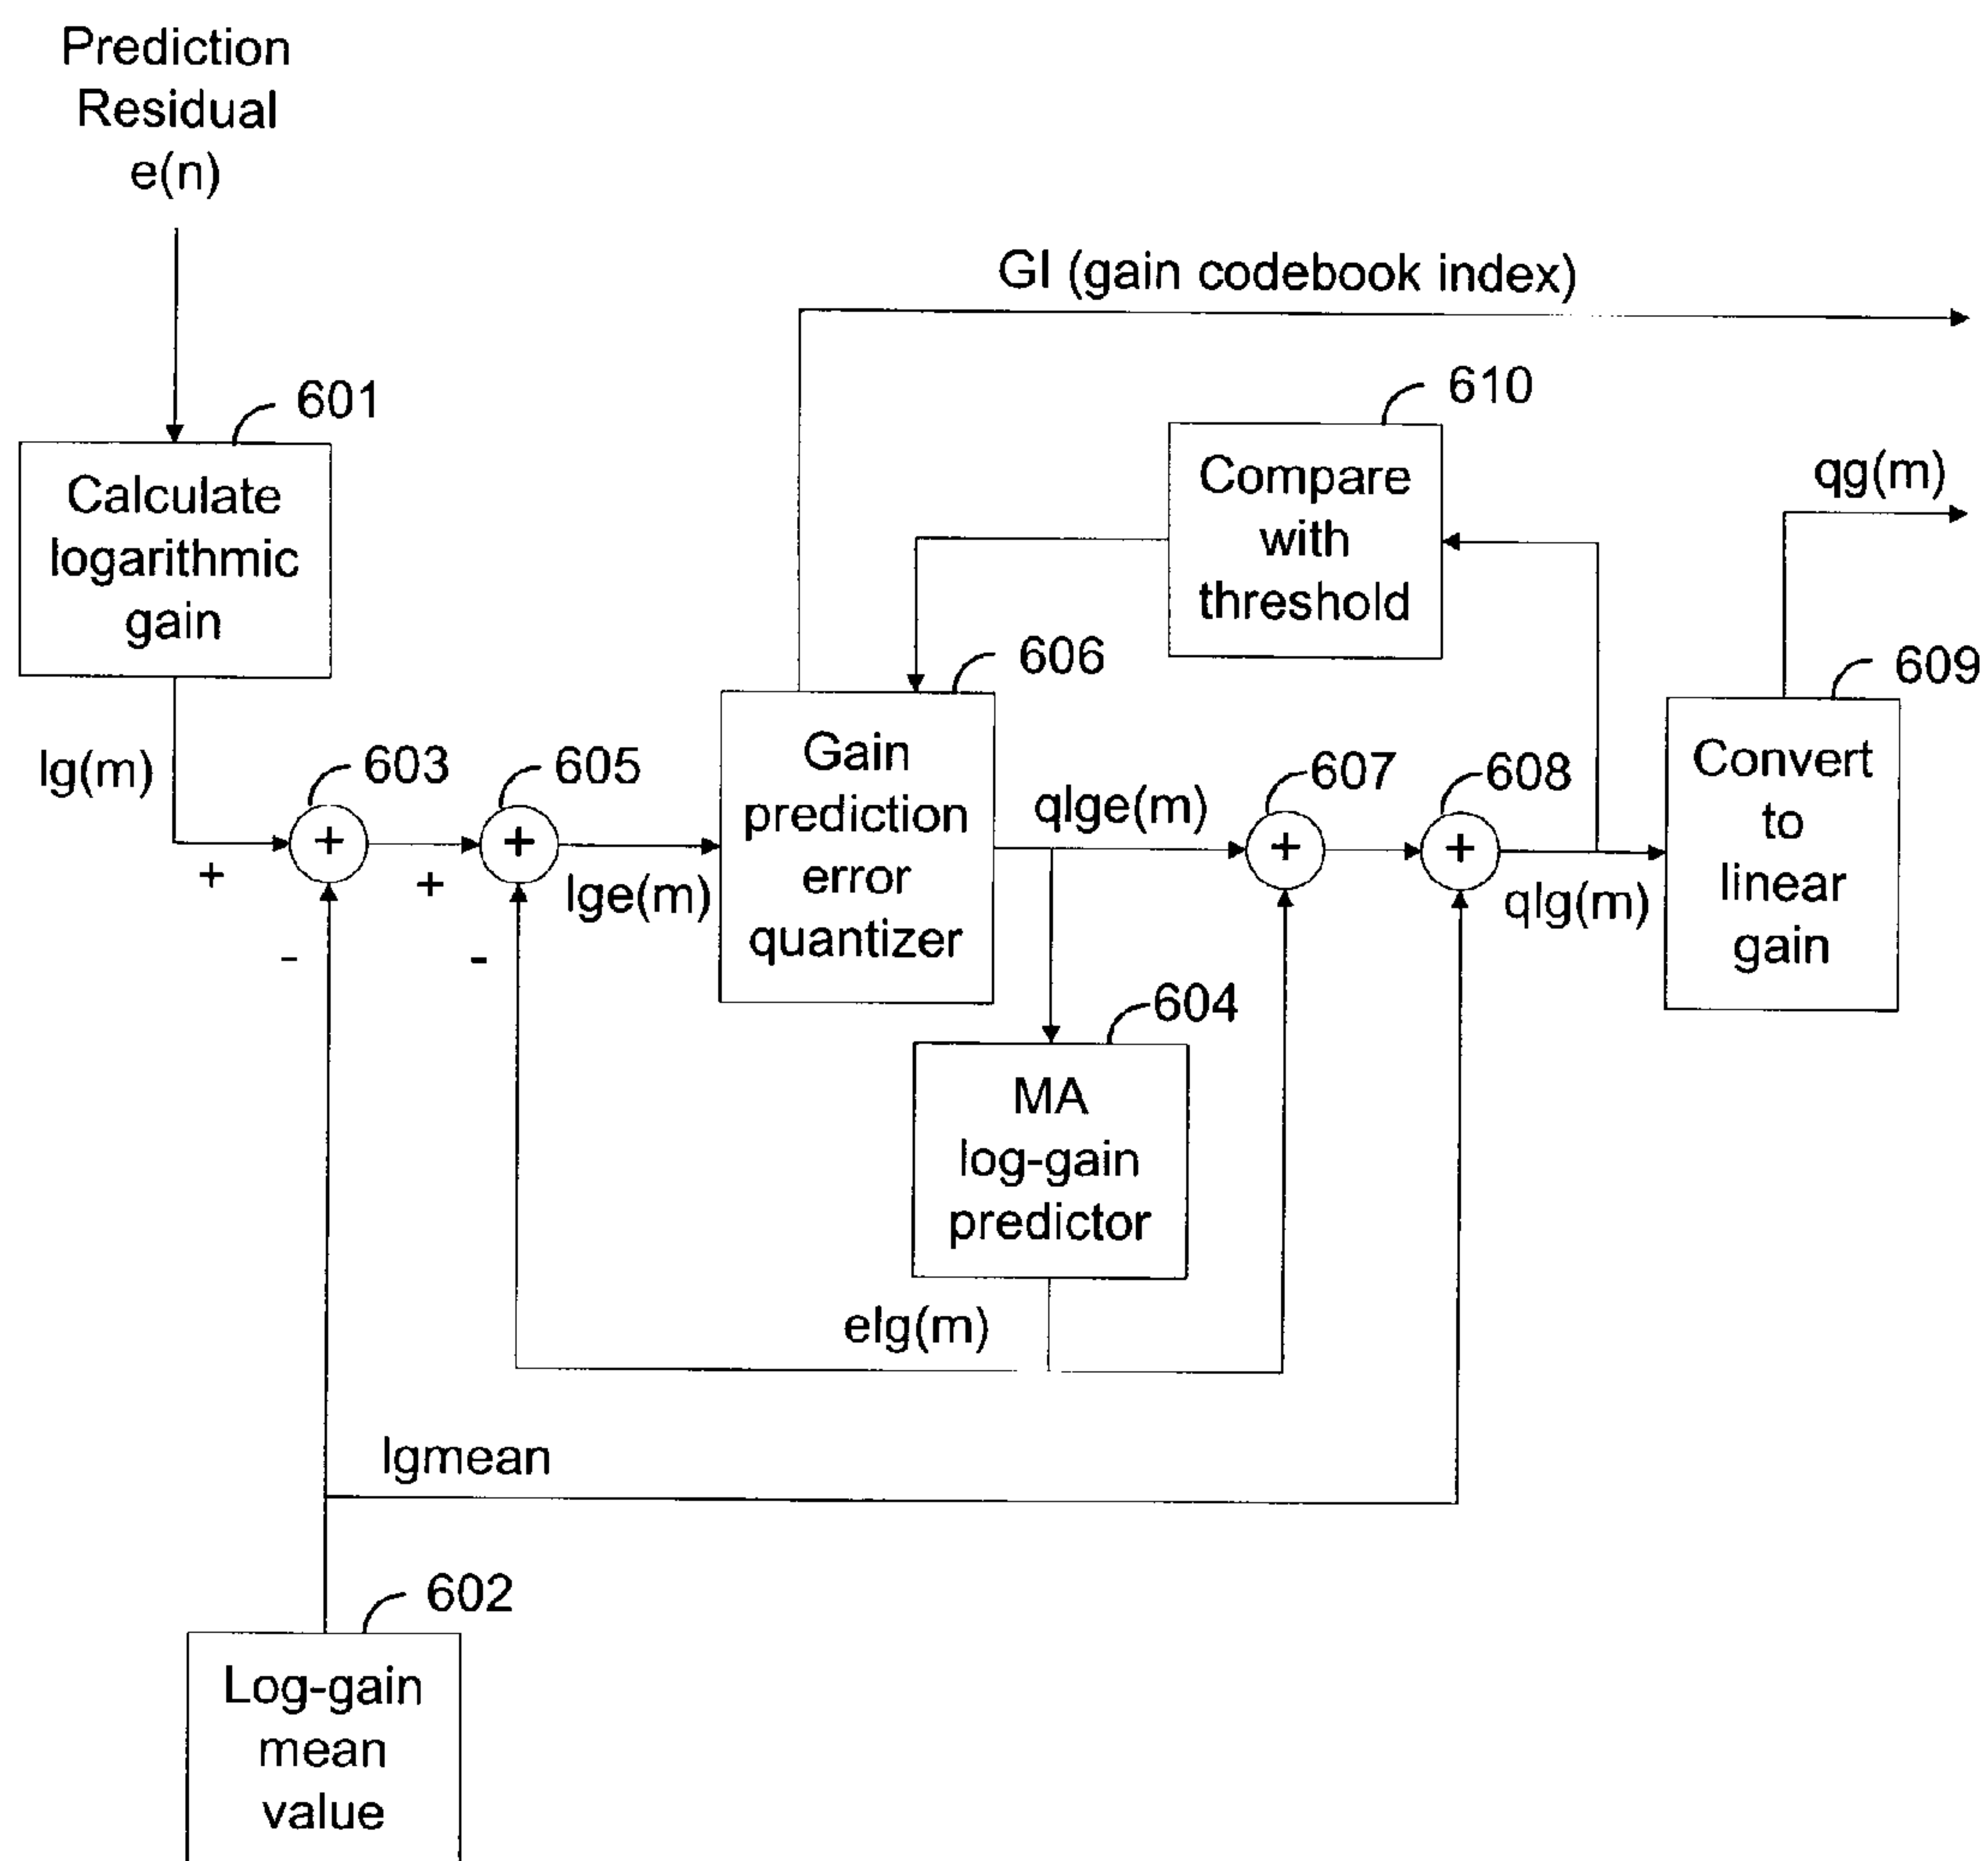 Prediction
Residual
e(n)
GI (gain codebook index)
601
610
Calculate
logarithmic
gain
Compare
with
threshold
qg(m)
606
609
lg(m)
603
605
Gain
prediction
error
quantizer
qlge(m)
607
608
Convert
to
linear
gain
+
+
+
+
+
+
lge(m)
qlg(m)
-
-
604
MA
log-gain
predictor
elg(m)
lgmean
602
Log-gain
mean
value